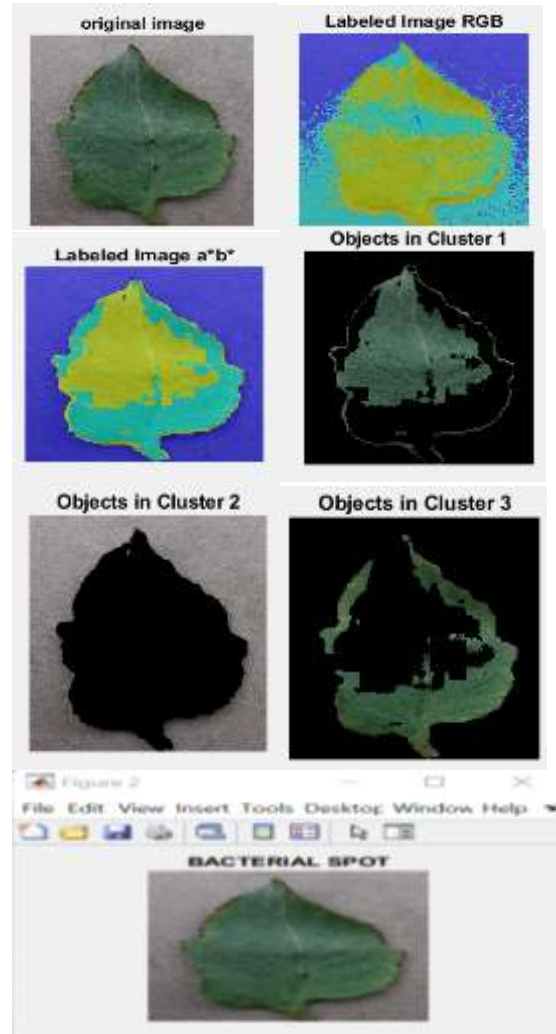 original image
Labeled Image RGB
Labeled Image a*b*
Objects in Cluster 1
Objects in Cluster 2
Objects in Cluster 3
Figure 2
File Edit View Insert Tools Desktop Window Help
BACTERIAL SPOT